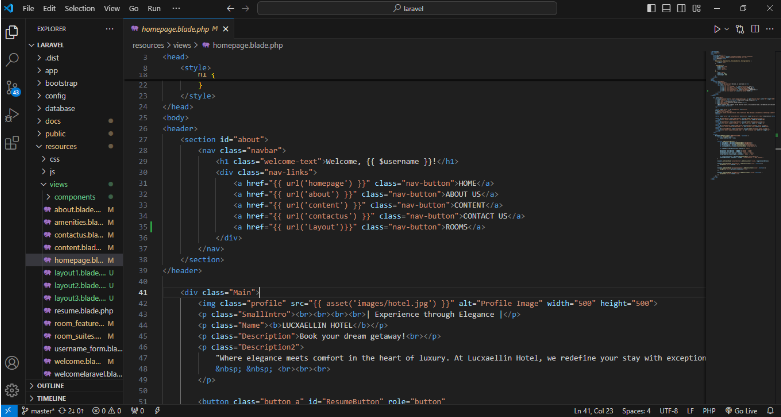 File Edit Selection View Go Run ··· laravel
EXPLORER ···
LARAVEL
.dist
app
bootstrap
config
database
docs
public
resources
css
js
views
components
about.blade.... M
amenities.bla... M
contactus.bla... M
content.blad... M
homepage.bl... M
layout1.blade.... U
layout2.blade.... U
layout3.blade.... U
resume.blade.php
room_feature... M
room_suites.... M
username_form.bla...
welcome.bla... M
welcomelaravel.bla...
OUTLINE
TIMELINE
homepage.blade.php M
resources > views > homepage.blade.php
3 <head>
8 <style>
18 h1 {
22 }
23 </style>
24 </head>
25 <body>
26 <header>
27 <section id="about">
28 <nav class="navbar">
29 <h1 class="welcome-text">Welcome, {{ $username }}!</h1>
30 <div class="nav-links">
31 <a href="{{ url('homepage') }}" class="nav-button">HOME</a>
32 <a href="{{ url('about') }}" class="nav-button">ABOUT US</a>
33 <a href="{{ url('content') }}" class="nav-button">CONTENT</a>
34 <a href="{{ url('contactus') }}" class="nav-button">CONTACT US</a>
35 <a href="{{ url('Layout')}}" class="nav-button">ROOMS</a>
36 </div>
37 </nav>
38 </section>
39 </header>
40
41 <div class="Main">
42 <img class="profile" src="{{ asset('images/hotel.jpg') }}" alt="Profile Image" width="500" height="500">
43 <p class="SmallIntro"><br><br><br><br>| Experience through Elegance |</p>
44 <p class="Name"><b>LUCXAELLIN HOTEL</b></p>
45 <p class="Description">Book your dream getaway!<br></p>
46 <p class="Description2">
47 "Where elegance meets comfort in the heart of luxury. At Lucxaellin Hotel, we redefine your stay with exception
48 &nbsp; &nbsp; <br><br><br>
49 </p>
50
51 <button class="button a" id="ResumeButton" role="button"
43
master* 2↓ 0↑ 0 0 0 Ln 41, Col 23 Spaces: 4 UTF-8 LF PHP Go Live